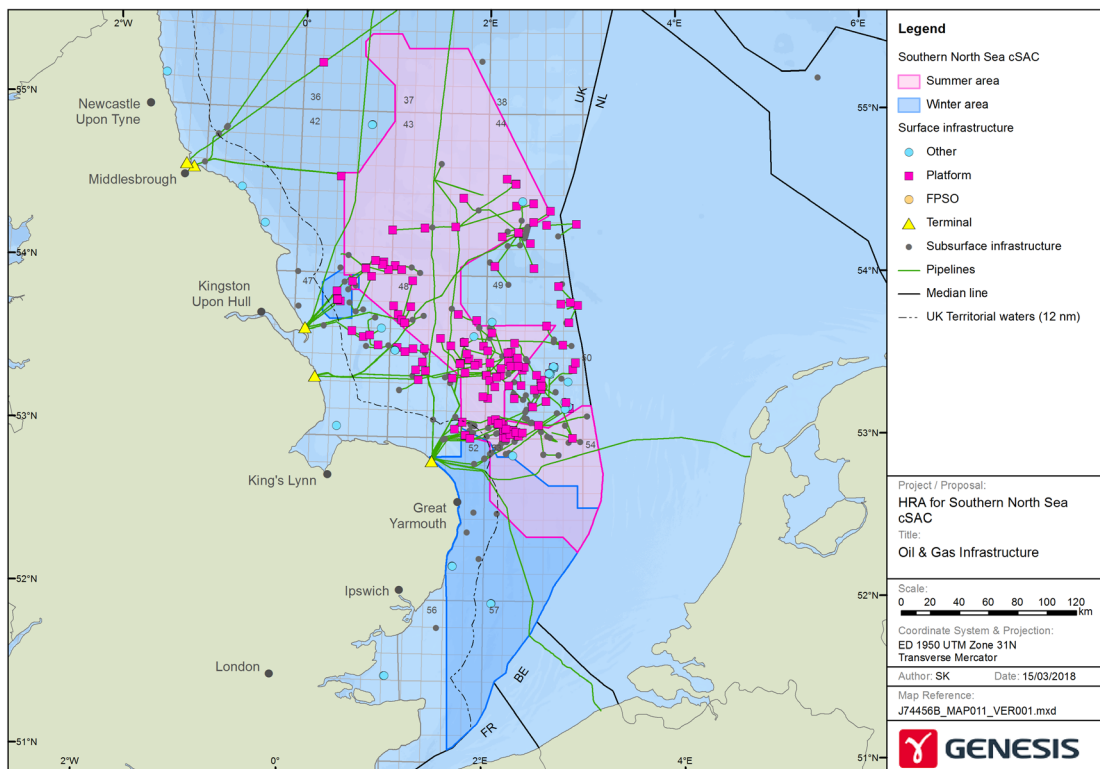 2°W
0°
2°E
4°E
6°E
55°N
54°N
53°N
52°N
51°N
55°N
54°N
53°N
52°N
51°N
2°W
0°
2°E
4°E
36
37
38
42
43
44
47
48
49
50
52
54
56
57
UK
NL
BE
FR
Newcastle
Upon Tyne
Middlesbrough
Kingston
Upon Hull
King's Lynn
Great
Yarmouth
Ipswich
London
Legend
Southern North Sea cSAC
Summer area
Winter area
Surface infrastructure
Other
Platform
FPSO
Terminal
Subsurface infrastructure
Pipelines
Median line
UK Territorial waters (12 nm)
Project / Proposal:
HRA for Southern North Sea
cSAC
Title:
Oil & Gas Infrastructure
Scale:
0 20 40 60 80 100 120
km
Coordinate System & Projection:
ED 1950 UTM Zone 31N
Transverse Mercator
Author: SK Date: 15/03/2018
Map Reference:
J74456B_MAP011_VER001.mxd
GENESIS